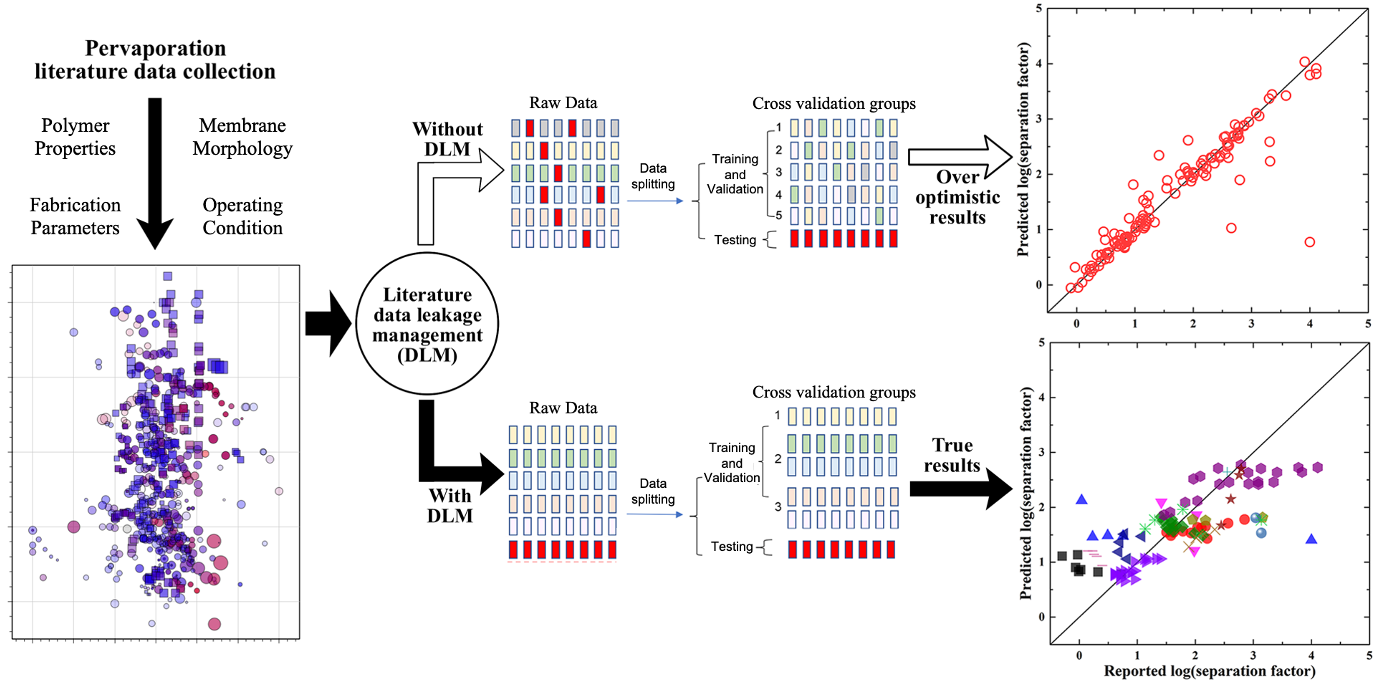 Pervaporation
literature data collection
Polymer
Properties
Membrane
Morphology
Fabrication
Parameters
Operating
Condition
Literature
data leakage
management
(DLM)
Without
DLM
Raw Data
Data
splitting
Cross validation groups
Training
and
Validation
1
2
3
4
5
Testing
Over
optimistic
results
Predicted log(separation factor)
5
4
3
2
1
0
0
1
2
3
4
5
With
DLM
Raw Data
Data
splitting
Cross validation groups
Training
and
Validation
1
2
3
Testing
True
results
Predicted log(separation factor)
5
4
3
2
1
0
0
1
2
3
4
5
Reported log(separation factor)